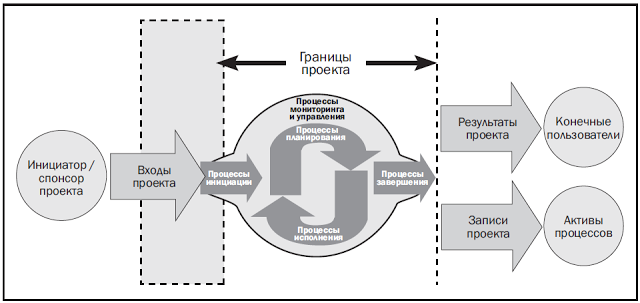 Границы
проекта
Процессы
мониторинга
и управления
Процессы
планирования
Инициатор /
спонсор
проекта
Входы
проекта
Процессы
инициации
Процессы
завершения
Процессы
исполнения
Результаты
проекта
Конечные
пользователи
Записи
проекта
Активы
процессов